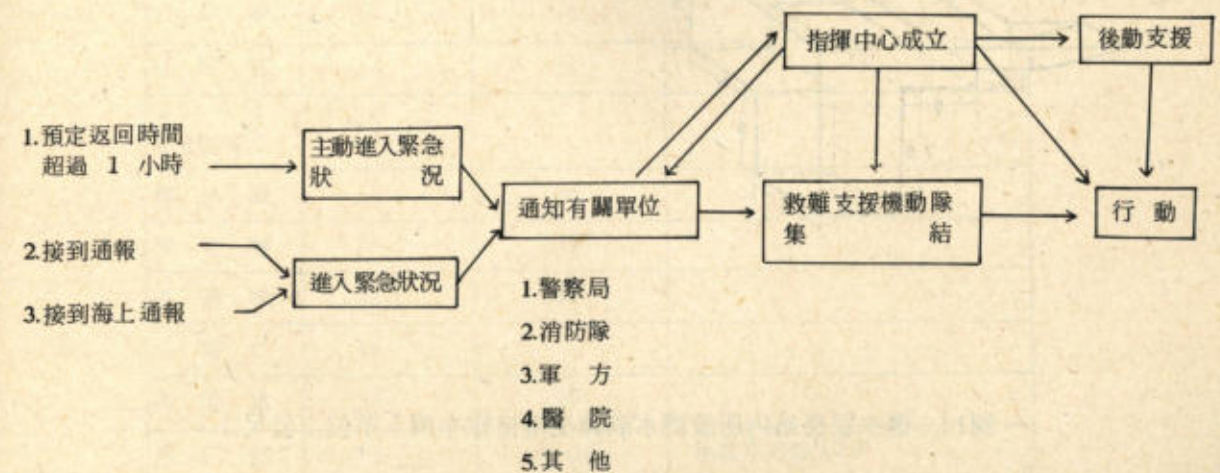 指揮中心成立
後勤支援
1.預定返回時間
超過 1 小時
主動進入緊急
狀 況
通知有關單位
救難支援機動隊
集 結
行 動
2.接到通報
3.接到海上通報
進入緊急狀況
1.警察局
2.消防隊
3.軍 方
4.醫 院
5.其 他